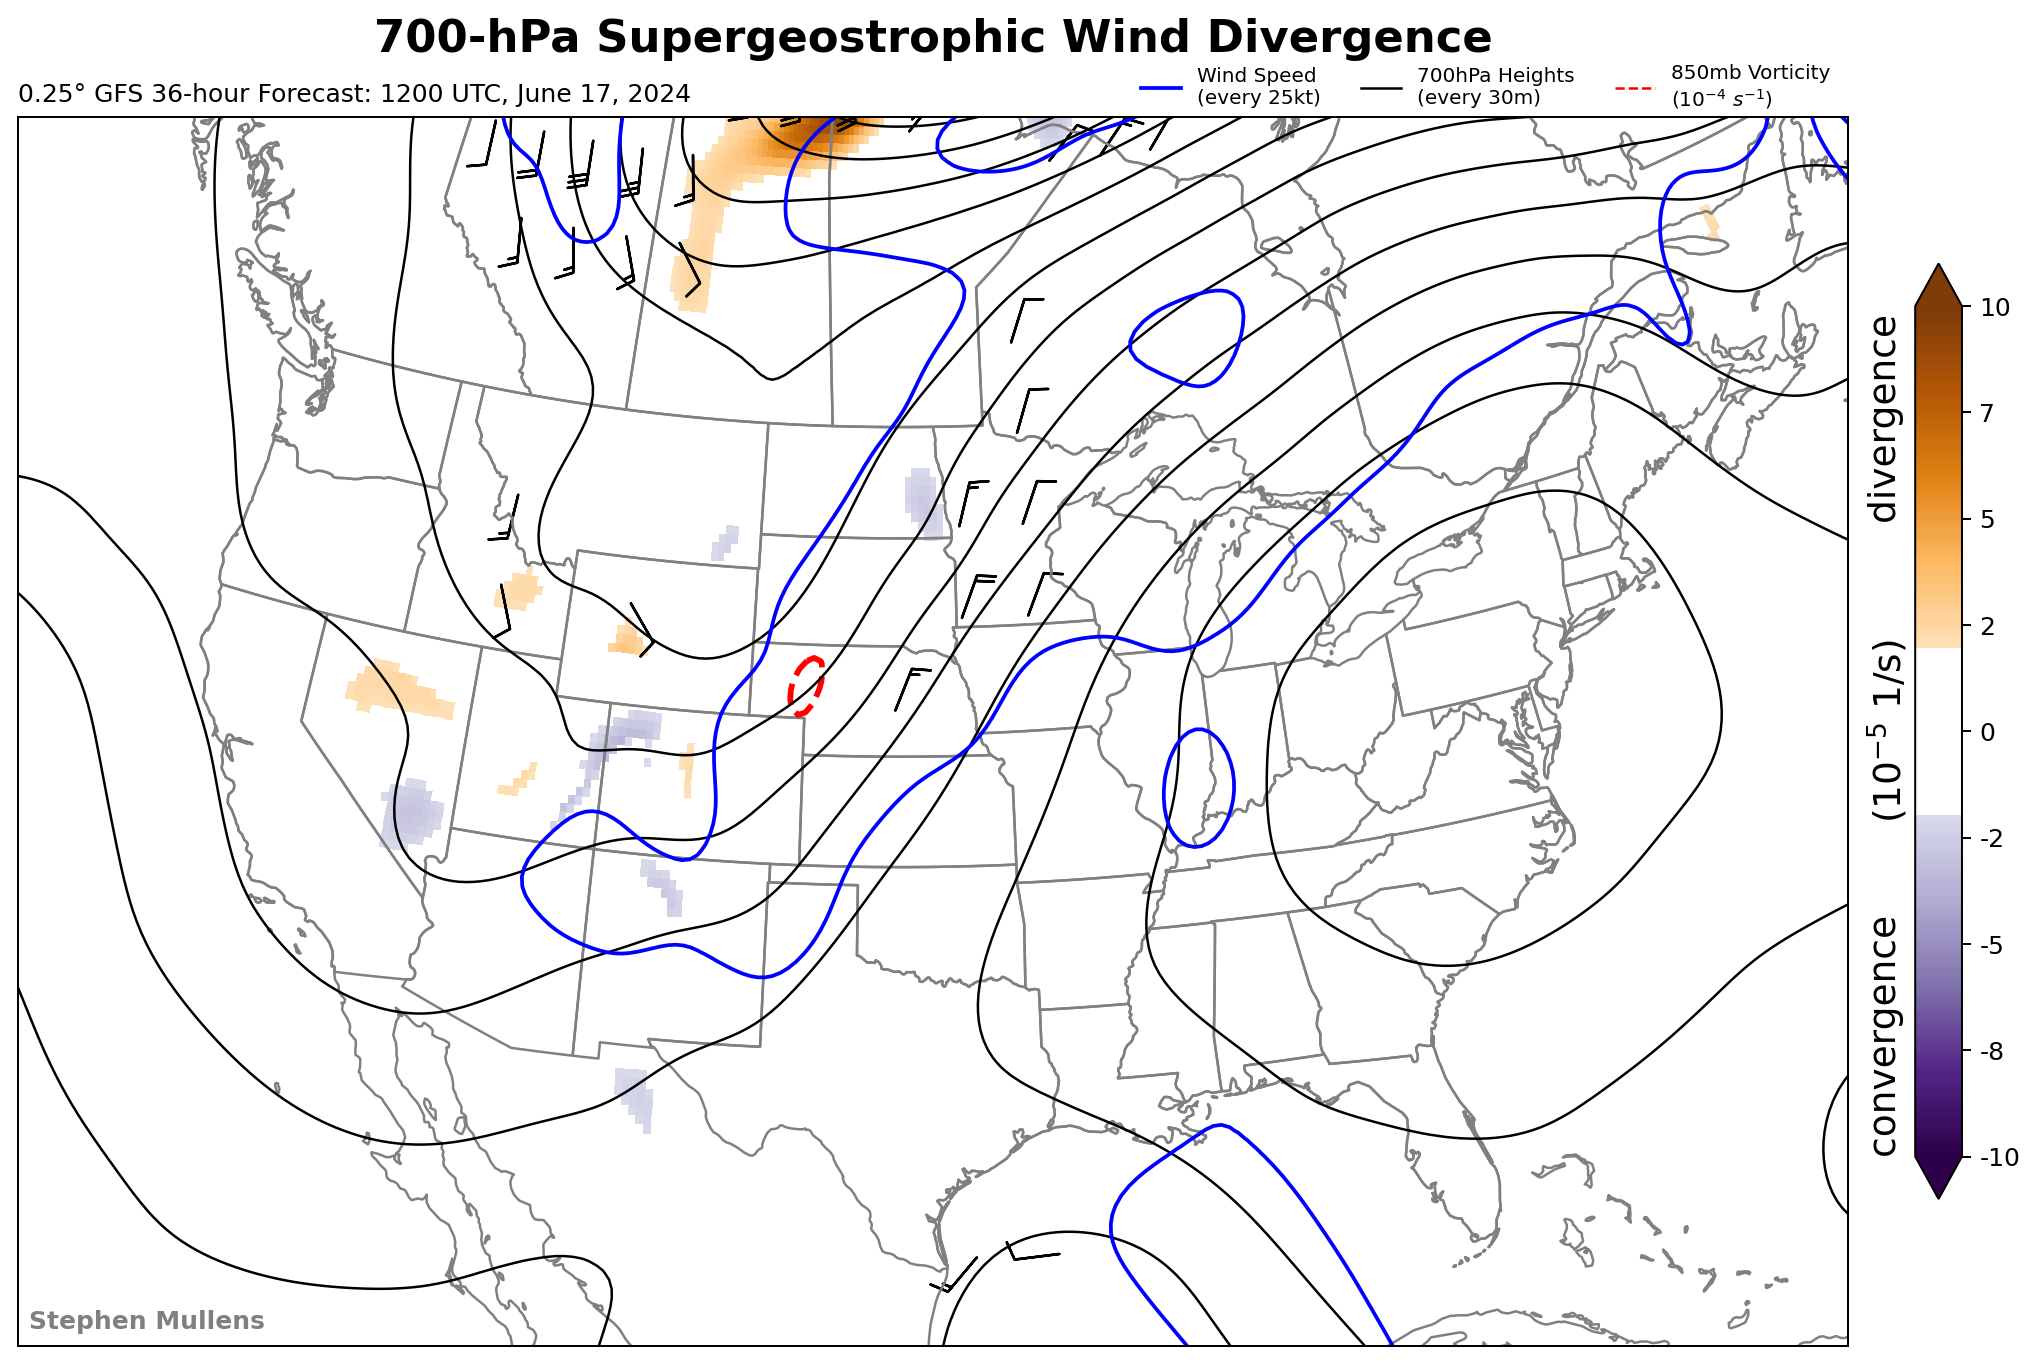 700-hPa Supergeostrophic Wind Divergence
0.25° GFS 36-hour Forecast: 1200 UTC, June 17, 2024
Wind Speed
(every 25kt)
700hPa Heights
(every 30m)
850mb Vorticity
(10⁻⁴ s⁻¹)
10
7
5
2
0
-2
-5
-8
-10
convergence (10⁻⁵ 1/s) divergence
Stephen Mullens